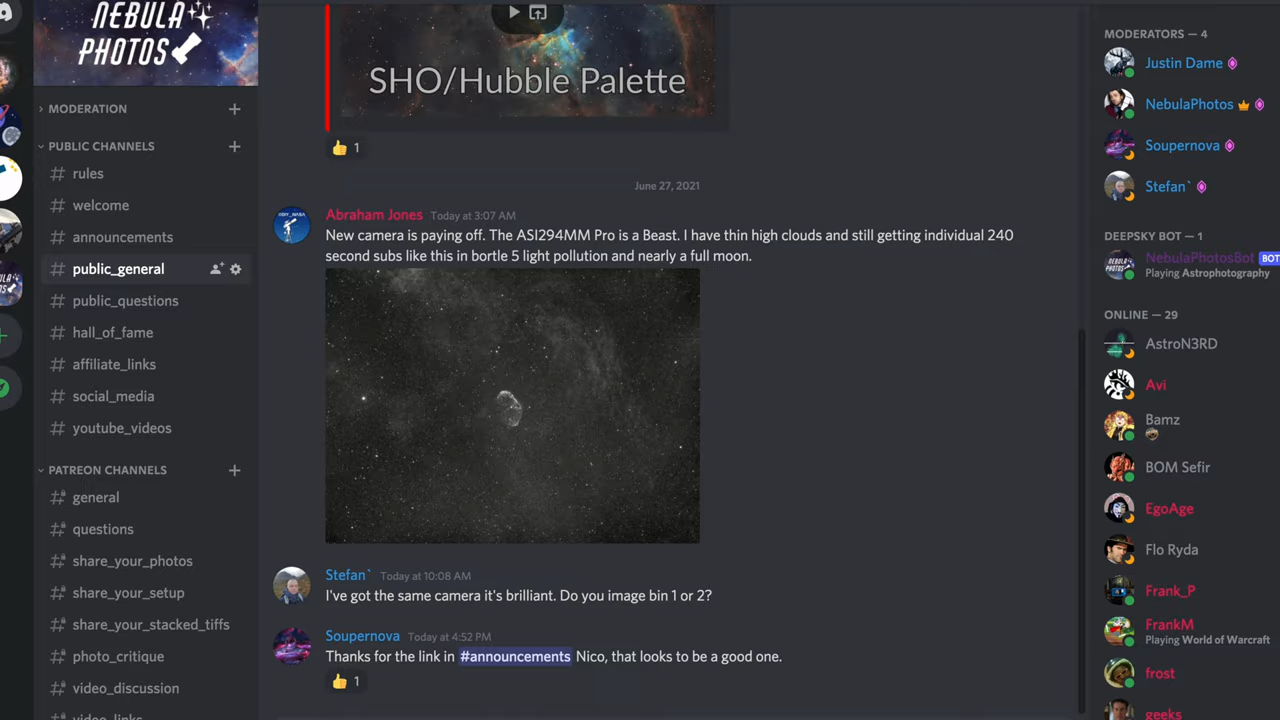 NEBULA
PHOTOS
MODERATION
PUBLIC CHANNELS
# rules
# welcome
# announcements
# public_general
# public_questions
# hall_of_fame
# affiliate_links
# social_media
# youtube_videos
PATREON CHANNELS
general
questions
share_your_photos
share_your_setup
share_your_stacked_tiffs
photo_critique
video_discussion
video_links
SHO/Hubble Palette
👍 1
June 27, 2021
Abraham Jones Today at 3:07 AM
New camera is paying off. The ASI294MM Pro is a Beast. I have thin high clouds and still getting individual 240
second subs like this in bortle 5 light pollution and nearly a full moon.
Stefan` Today at 10:08 AM
I've got the same camera it's brilliant. Do you image bin 1 or 2?
Soupernova Today at 4:52 PM
Thanks for the link in #announcements Nico, that looks to be a good one.
👍 1
MODERATORS — 4
Justin Dame
NebulaPhotos
Soupernova
Stefan`
DEEPSKY BOT — 1
NebulaPhotosBot BOT
Playing Astrophotography
ONLINE — 29
AstroN3RD
Avi
Bamz
BOM Sefir
EgoAge
Flo Ryda
Frank_P
FrankM
Playing World of Warcraft
frost
geeks